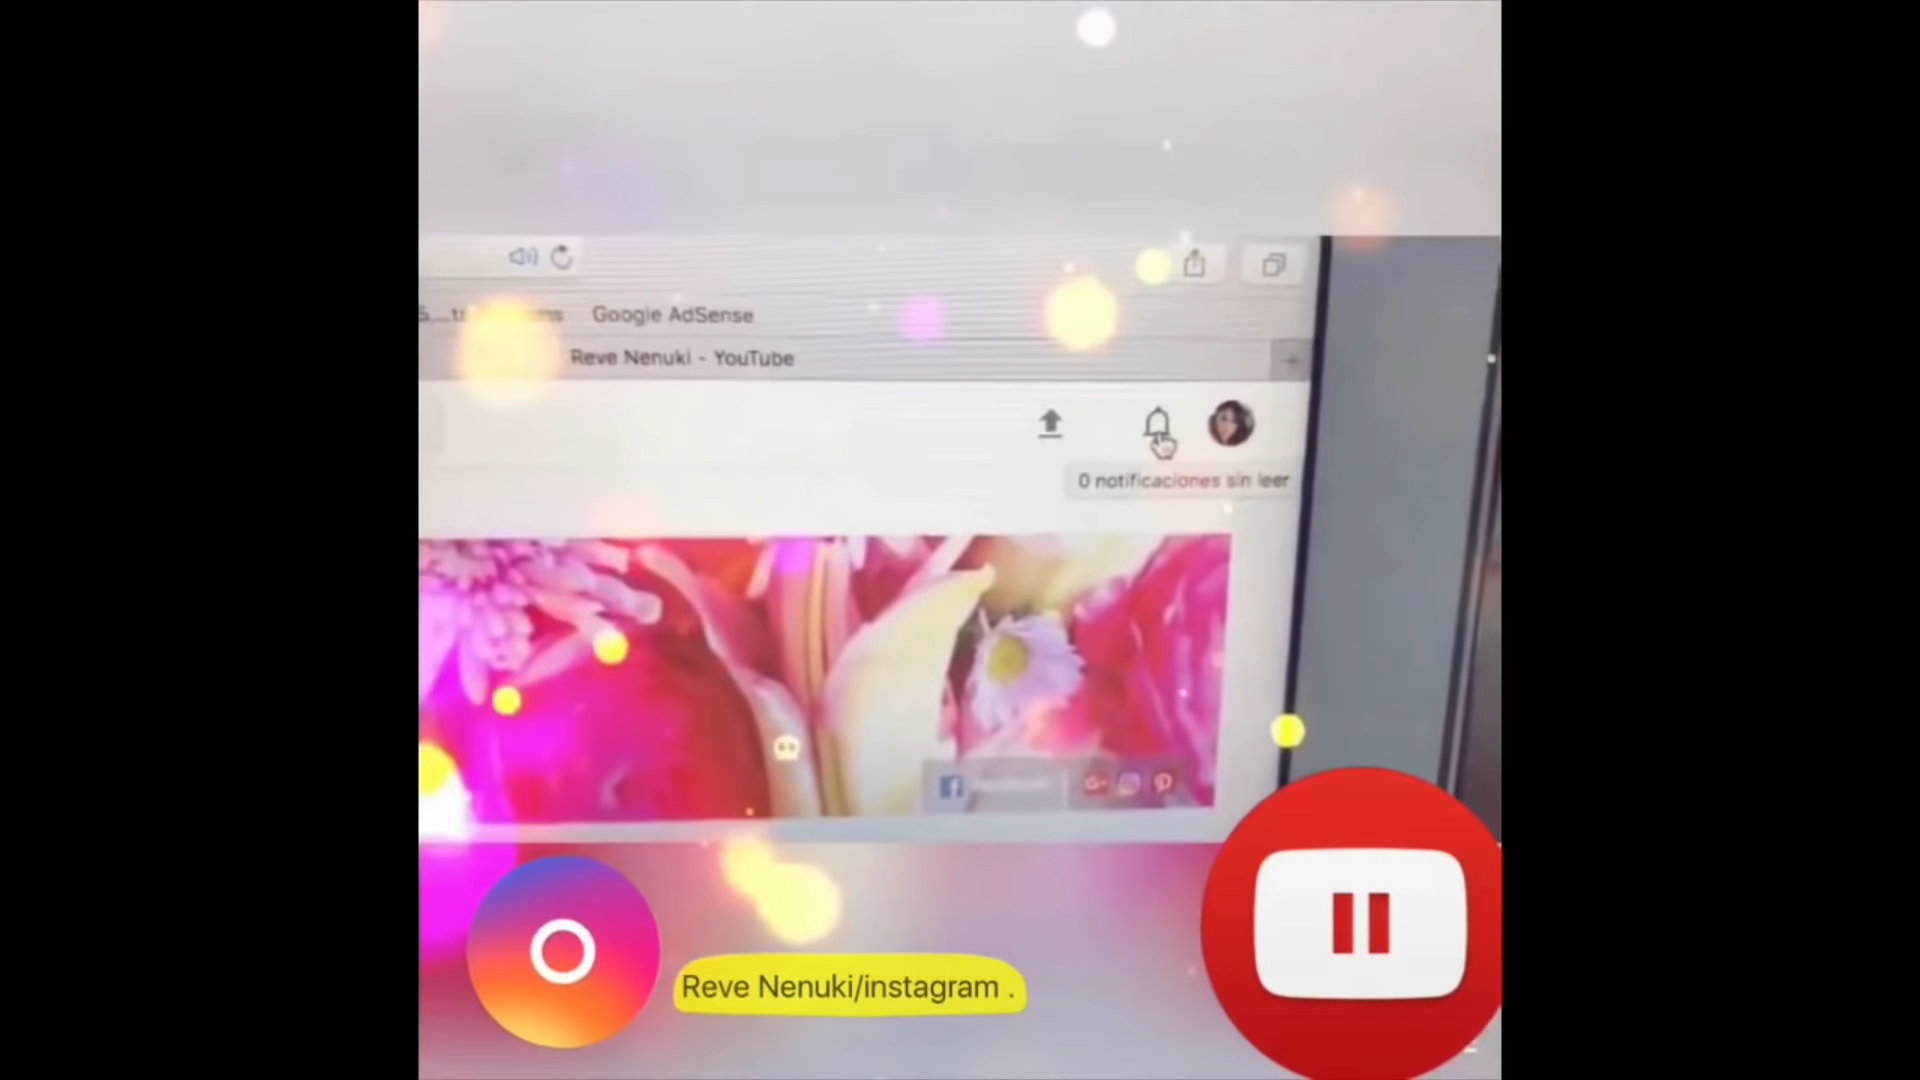 Google AdSense
Reve Nenuki - YouTube
0 notificaciones sin leer
Reve Nenuki/instagram .